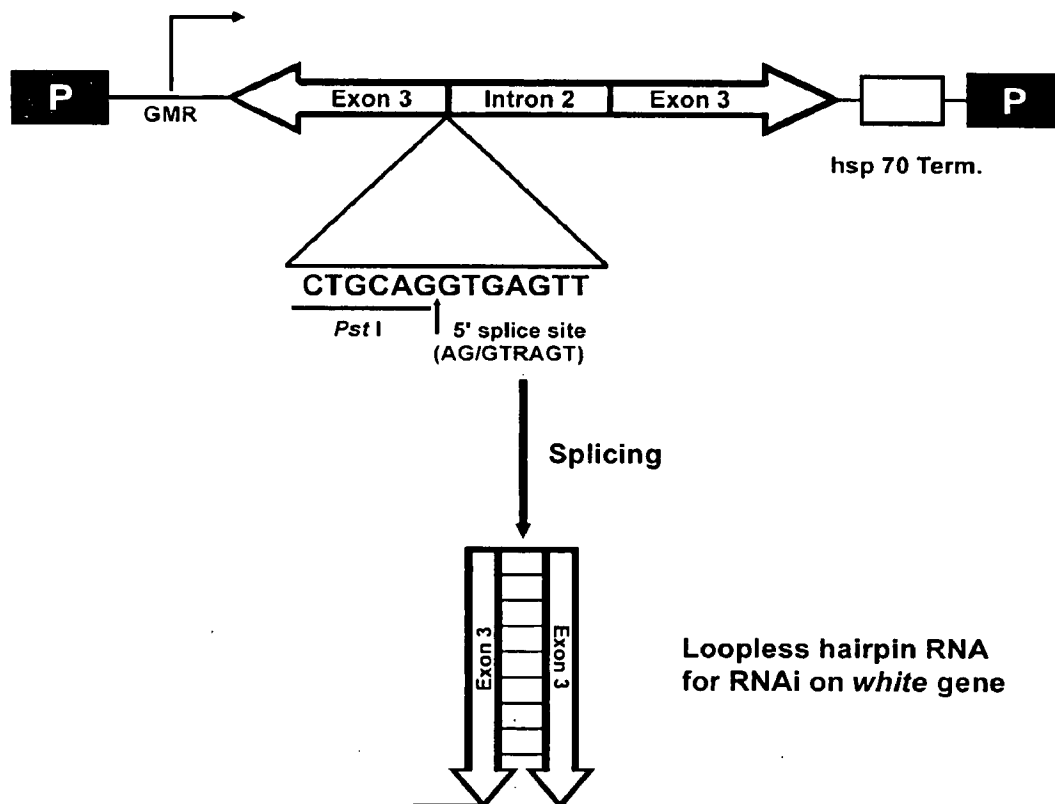 P
GMR
Exon 3
Intron 2
Exon 3
P
hsp 70 Term.
CTGCAGGTGAGTT
Pst I
5' splice site
(AG/GTRAGT)
Splicing
Exon 3
Exon 3
Loopless hairpin RNA
for RNAi on white gene